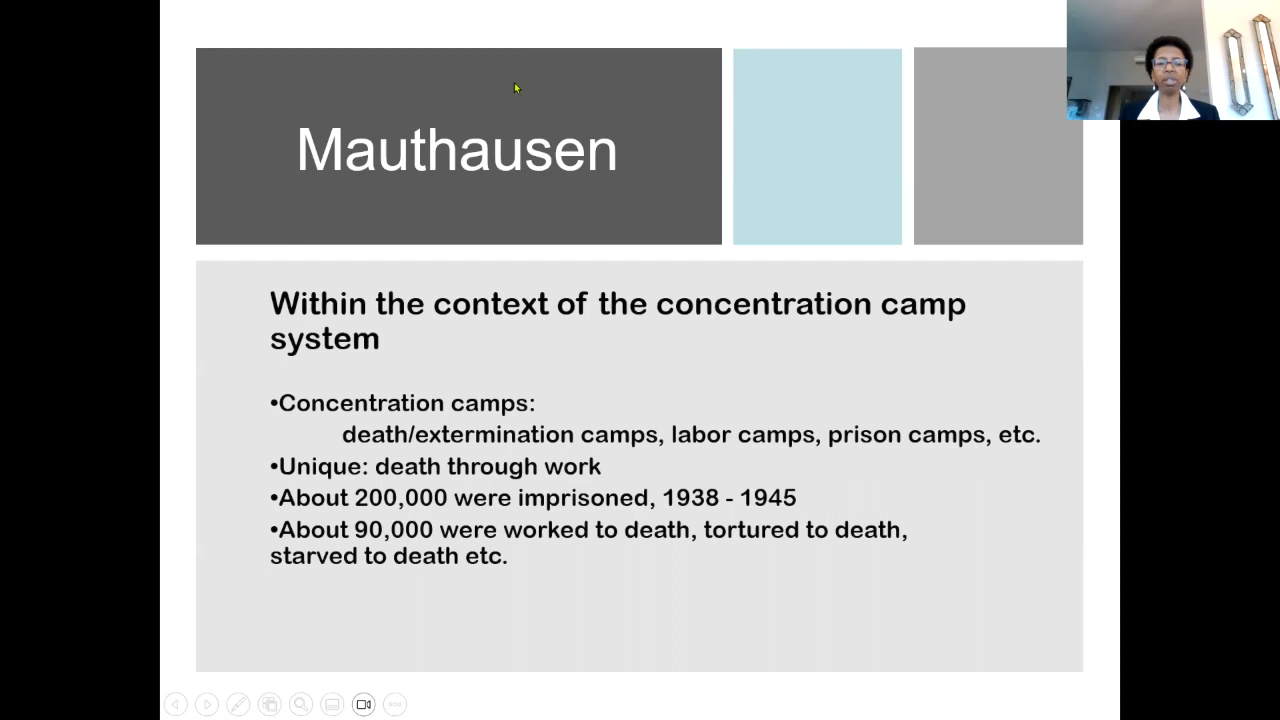 Mauthausen
Within the context of the concentration camp
system
•Concentration camps:
death/extermination camps, labor camps, prison camps, etc.
•Unique: death through work
•About 200,000 were imprisoned, 1938 - 1945
•About 90,000 were worked to death, tortured to death,
starved to death etc.